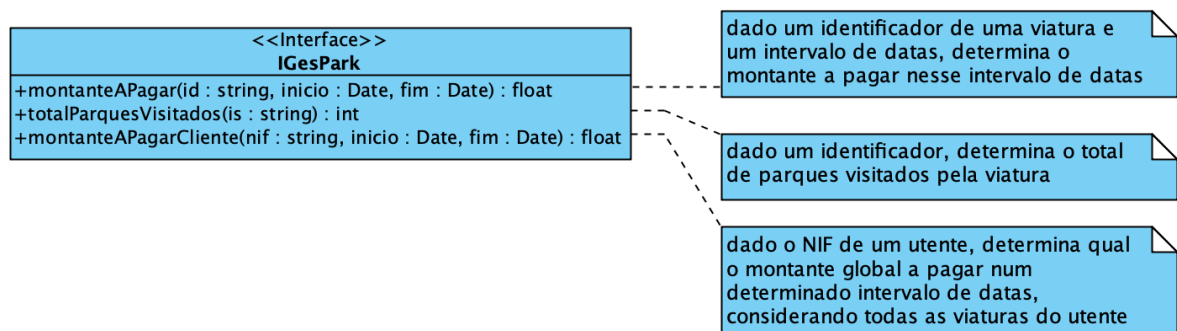 <<Interface>>
IGesPark
+montanteAPagar(id : string, inicio : Date, fim : Date) : float
+totalParquesVisitados(is : string) : int
+montanteAPagarCliente(nif : string, inicio : Date, fim : Date) : float
dado um identificador de uma viatura e
um intervalo de datas, determina o
montante a pagar nesse intervalo de datas
dado um identificador, determina o total
de parques visitados pela viatura
dado o NIF de um utente, determina qual
o montante global a pagar num
determinado intervalo de datas,
considerando todas as viaturas do utente